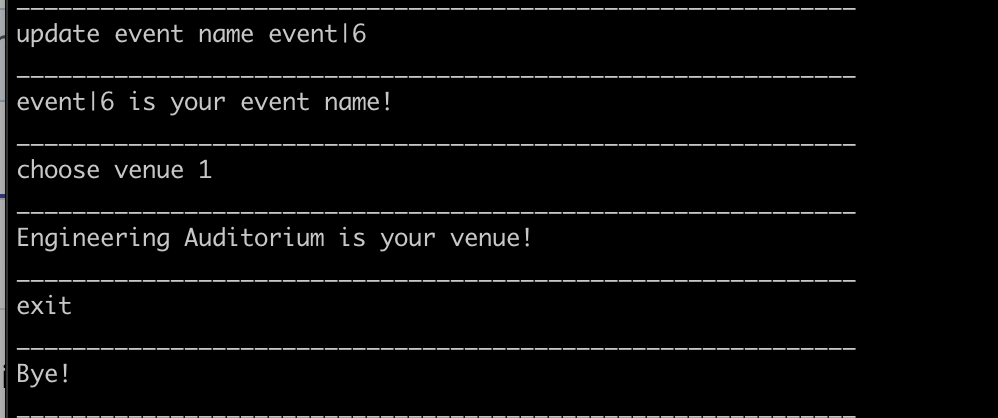 ____________________________________________________________
update event name event|6
____________________________________________________________
event|6 is your event name!
____________________________________________________________
choose venue 1
____________________________________________________________
Engineering Auditorium is your venue!
____________________________________________________________
exit
____________________________________________________________
Bye!
____________________________________________________________